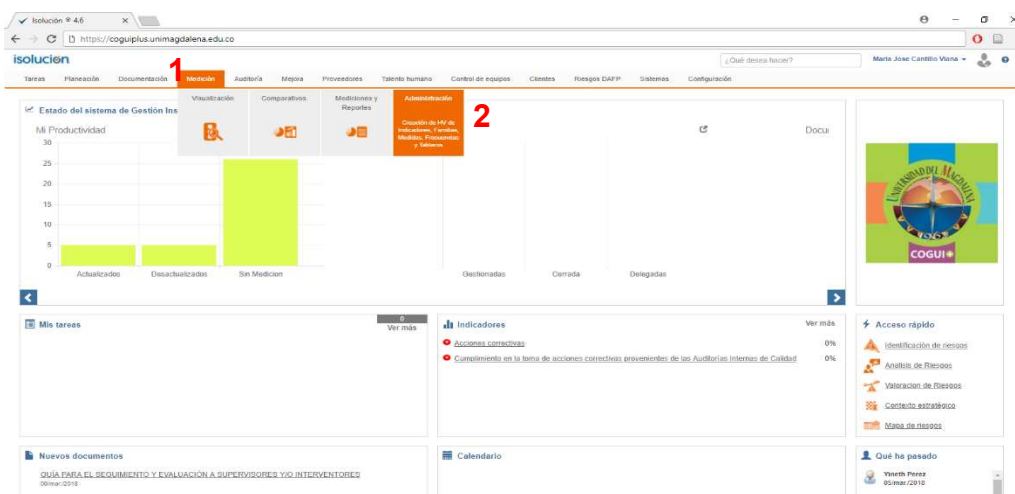 Isolución ® 4.6
https://coguiplus.unimagdalena.edu.co
isolución
¿Qué desea hacer?
Maria Jose Cantillo Viana
1
Tareas Planeación Documentación Medición Auditoría Mejora Proveedores Talento humano Control de equipos Clientes Riesgos DAFP Sistemas Configuración
Visualización
Comparativos
Mediciones y
Reportes
Administración
Creación de HV de
Indicadores, Familias,
Medidas, Frecuencias
y Tableros
2
Estado del sistema de Gestión Ins
Mi Productividad
Docui
30
25
20
15
10
5
0
Actualizados Desactualizados Sin Medicion
Gestionadas Cerrada Delegadas
UNIVERSIDAD DEL MAGDALENA
COGUI+
Mis tareas
0
Ver más
Indicadores
Ver más
Acciones correctivas 0%
Cumplimiento en la toma de acciones correctivas provenientes de las Auditorías Internas de Calidad 0%
Acceso rápido
Identificación de riesgos
Analisis de Riesgos
Valoracion de Riesgos
Contexto estratégico
Mapa de riesgos
Nuevos documentos
GUÍA PARA EL SEGUIMIENTO Y EVALUACIÓN A SUPERVISORES Y/O INTERVENTORES
06/mar./2018
Calendario
Qué ha pasado
Yineth Perez
05/mar./2018